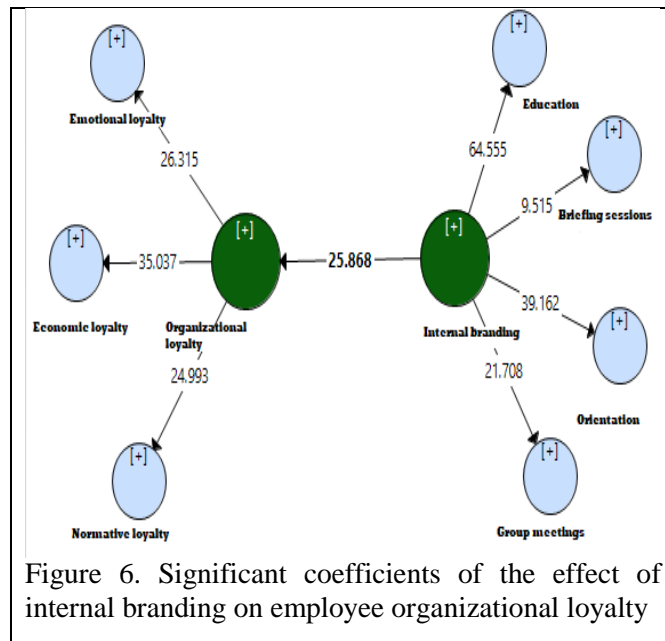 [+]
Emotional loyalty
[+]
Education
26.315
64.555
[+]
Briefing sessions
9.515
[+]
Economic loyalty
35.037
[+]
Organizational
loyalty
25.868
[+]
Internal branding
39.162
[+]
Orientation
24.993
21.708
[+]
Normative loyalty
[+]
Group meetings
Figure 6. Significant coefficients of the effect of
internal branding on employee organizational loyalty